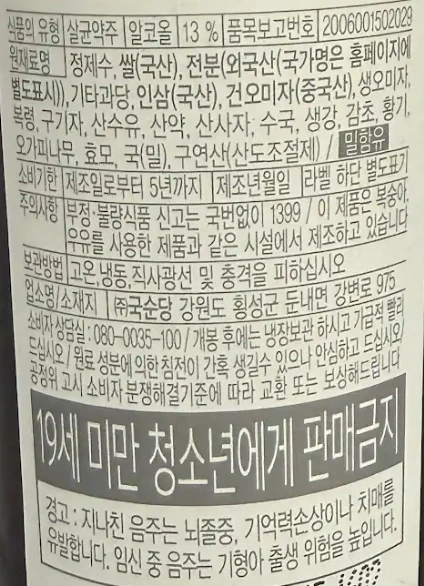 식품의 유형 살균약주 알코올 13 % 품목보고번호 2006001502029
원재료명 정제수, 쌀(국산), 전분(외국산(국가명은 홈페이지에
별도표시)), 기타과당, 인삼(국산), 건오미자(중국산), 생오미자,
복령, 구기자, 산수유, 산약, 산사자, 수국, 생강, 감초, 황기,
오가피나무, 효모, 국(밀), 구연산(산도조절제) / 밀함유
소비기한 제조일로부터 5년까지 제조년월일 라벨 하단 별도표기
주의사항 부정·불량식품 신고는 국번없이 1399 / 이 제품은 복숭아,
우유를 사용한 제품과 같은 시설에서 제조하고 있습니다
보관방법 고온,냉동,직사광선 및 충격을 피하십시오
업소명/소재지 ㈜국순당 강원도 횡성군 둔내면 강변로 975
소비자상담실 : 080-0035-100 / 개봉 후에는 냉장보관 하시고 가급적 빨리
드십시오 / 원료 성분에 의한 침전이 간혹 생길수 있으나 안심하고 드십시오/
공정위 고시 소비자 분쟁해결기준에 따라 교환 또는 보상해드립니다
19세 미만 청소년에게 판매금지
경고 : 지나친 음주는 뇌졸중, 기억력손상이나 치매를
유발합니다. 임신 중 음주는 기형아 출생 위험을 높입니다.